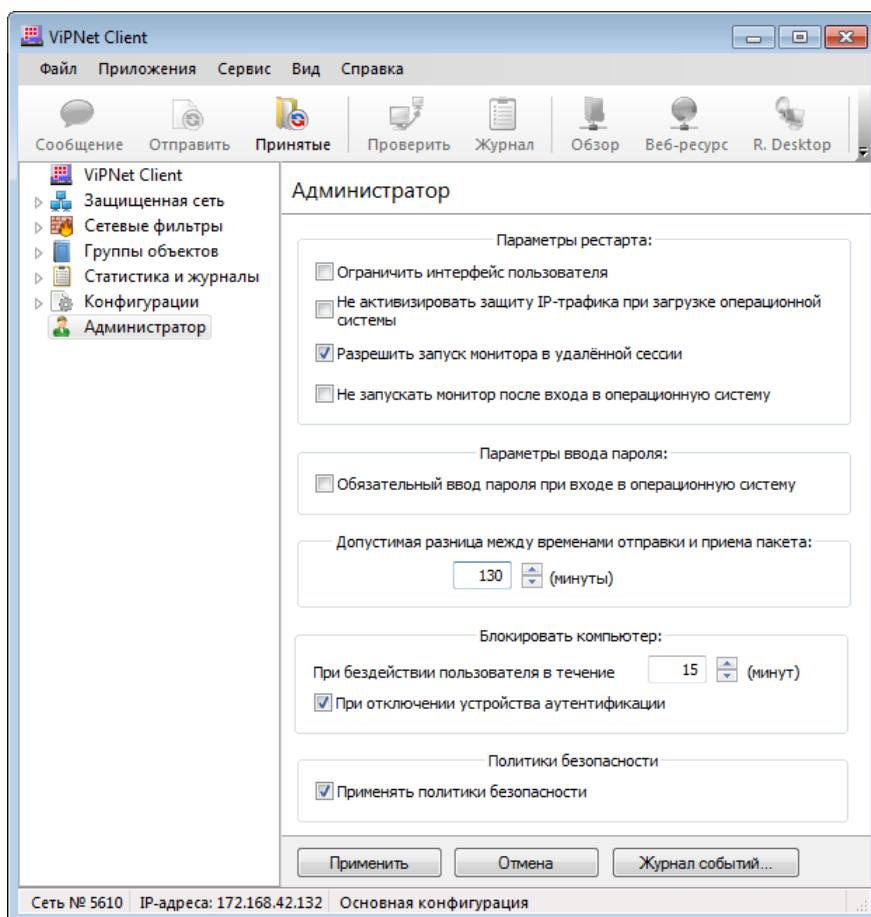 ViPNet Client
Файл Приложения Сервис Вид Справка
Сообщение Отправить Принятые Проверить Журнал Обзор Веб-ресурс R. Desktop
ViPNet Client
Защищенная сеть
Сетевые фильтры
Группы объектов
Статистика и журналы
Конфигурации
Администратор
Администратор
Параметры рестарта:
Ограничить интерфейс пользователя
Не активизировать защиту IP-трафика при загрузке операционной
системы
Разрешить запуск монитора в удалённой сессии
Не запускать монитор после входа в операционную систему
Параметры ввода пароля:
Обязательный ввод пароля при входе в операционную систему
Допустимая разница между временами отправки и приема пакета:
130 (минуты)
Блокировать компьютер:
При бездействии пользователя в течение 15 (минут)
При отключении устройства аутентификации
Политики безопасности
Применять политики безопасности
Применить Отмена Журнал событий...
Сеть № 5610 IP-адреса: 172.168.42.132 Основная конфигурация